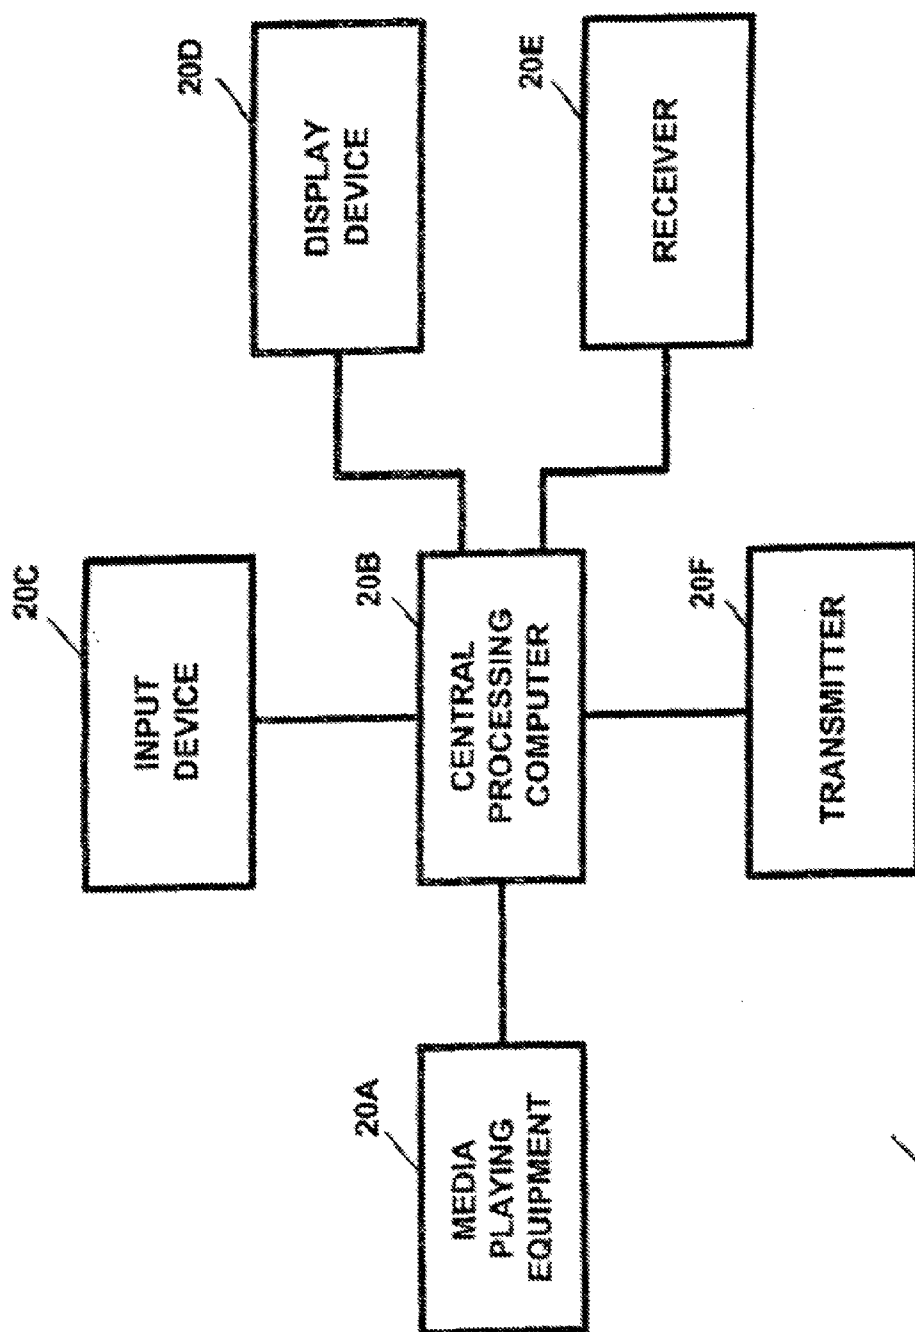 20C
INPUT
DEVICE
20D
DISPLAY
DEVICE
20A
MEDIA
PLAYING
EQUIPMENT
20B
CENTRAL
PROCESSING
COMPUTER
20E
RECEIVER
20F
TRANSMITTER